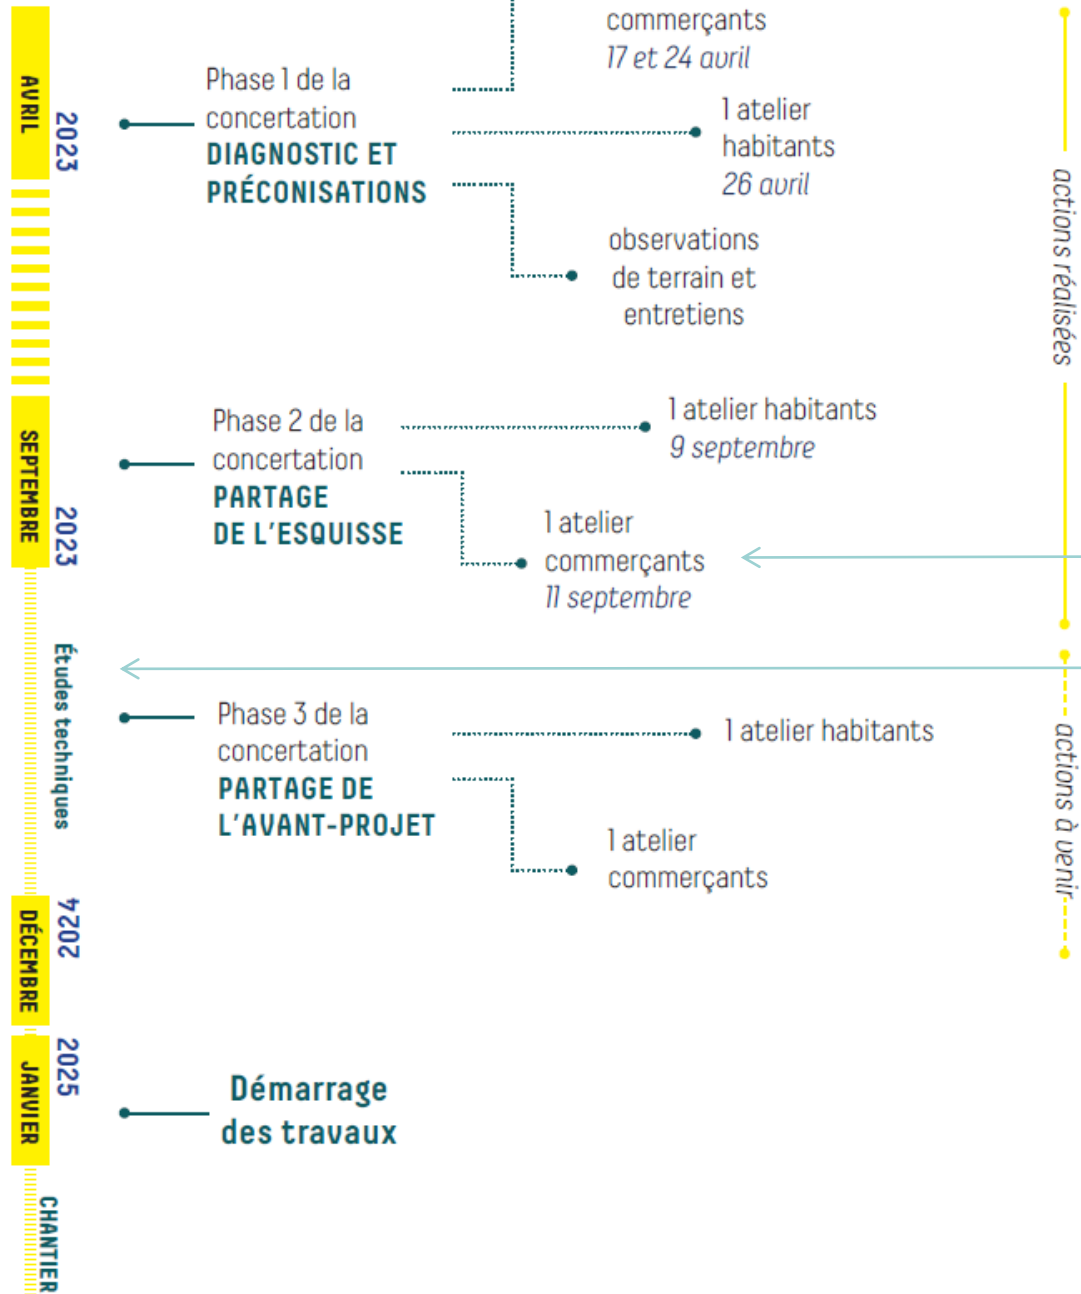 commerçants
17 et 24 avril
AVRIL
2023
Phase 1 de la
concertation
DIAGNOSTIC ET
PRÉCONISATIONS
1 atelier
habitants
26 avril
observations
de terrain et
entretiens
actions réalisées
SEPTEMBRE
2023
Phase 2 de la
concertation
PARTAGE
DE L'ESQUISSE
1 atelier habitants
9 septembre
1 atelier
commerçants
11 septembre
Études techniques
Phase 3 de la
concertation
PARTAGE DE
L'AVANT-PROJET
1 atelier habitants
1 atelier
commerçants
actions à venir
DÉCEMBRE
2024
JANVIER
2025
Démarrage
des travaux
CHANTIER